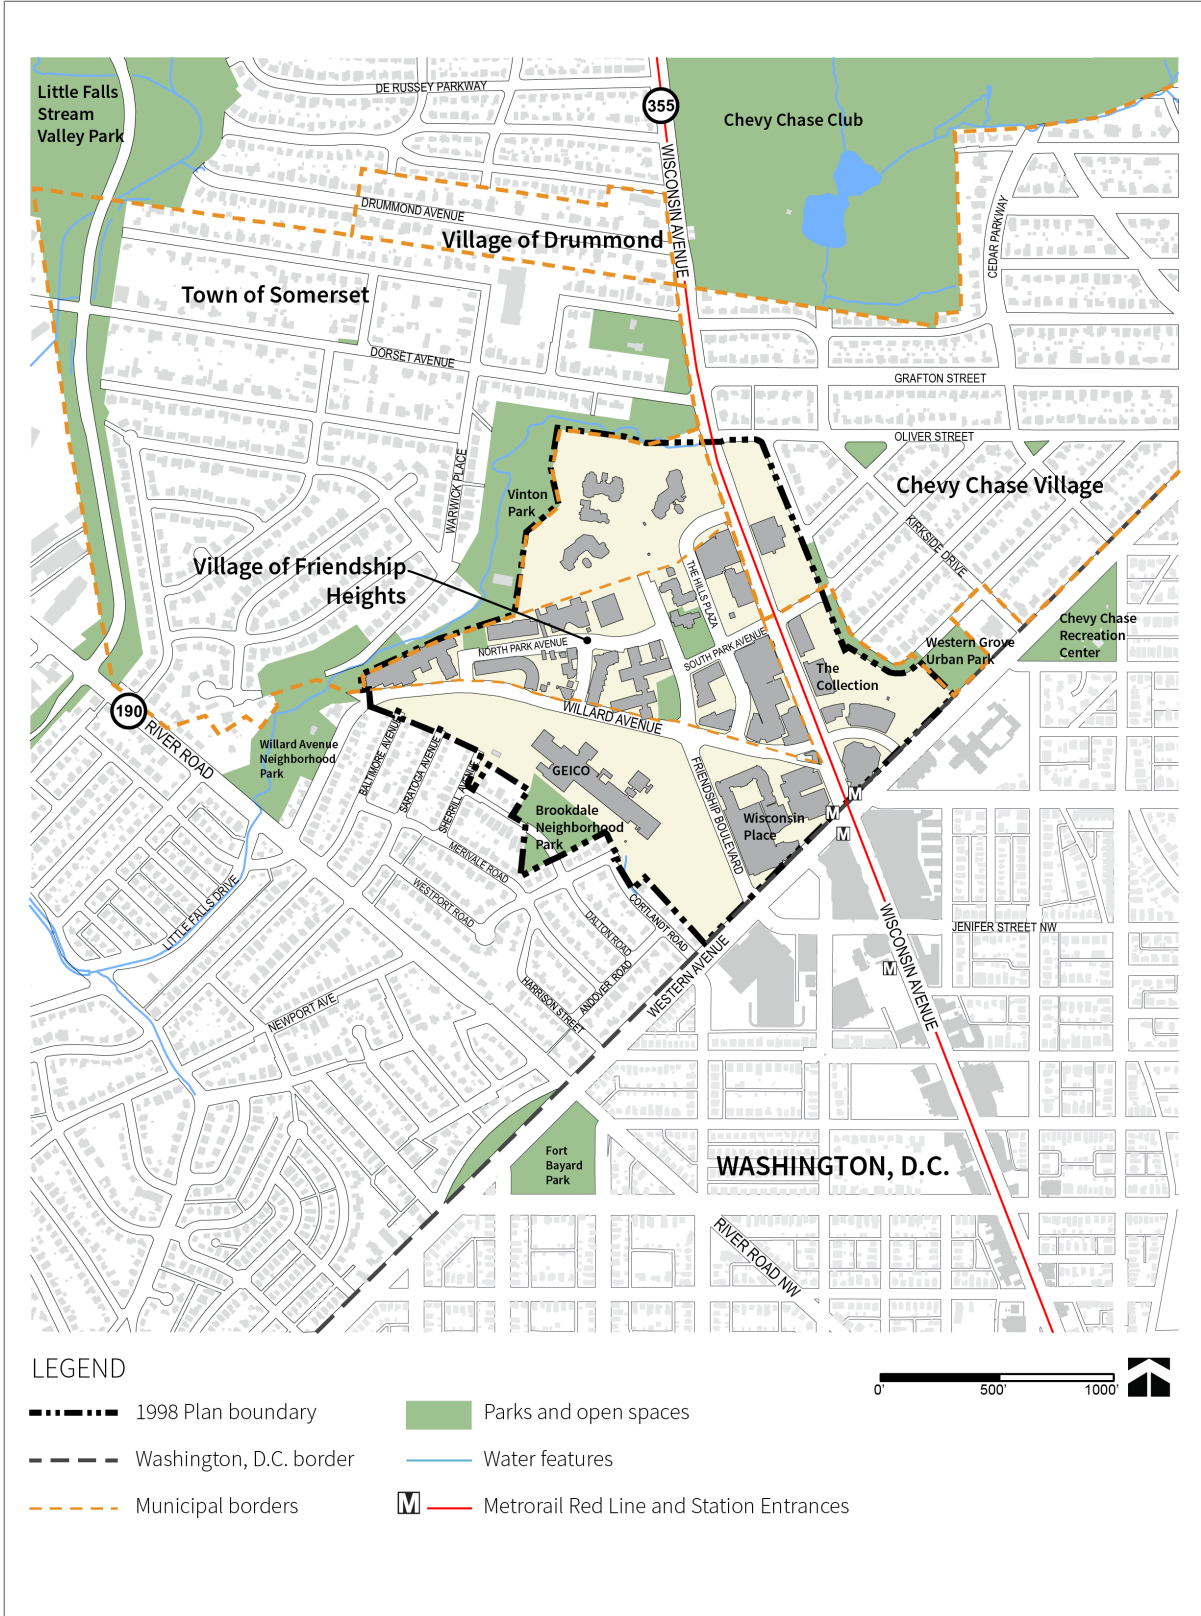 Little Falls
Stream
Valley Park
DE RUSSEY PARKWAY
355
Chevy Chase Club
WISCONSIN AVENUE
DRUMMOND AVENUE
Village of Drummond
CEDAR PARKWAY
Town of Somerset
DORSET AVENUE
GRAFTON STREET
OLIVER STREET
WARWICK PLACE
Vinton
Park
Chevy Chase Village
KIRKSIDE DRIVE
Village of Friendship
Heights
THE HILLS PLAZA
NORTH PARK AVENUE
SOUTH PARK AVENUE
Chevy Chase
Recreation
Center
Western Grove
Urban Park
The
Collection
190
RIVER ROAD
WILLARD AVENUE
Willard Avenue
Neighborhood
Park
BALTIMORE AVENUE
SARATOGA AVENUE
SHERRILL AVENUE
GEICO
FRIENDSHIP BOULEVARD
Brookdale
Neighborhood
Park
Wisconsin
Place
M
M
M
MERIVALE ROAD
WESTPORT ROAD
LITTLE FALLS DRIVE
CORTLANDT ROAD
DALTON ROAD
ANDOVER ROAD
HARRISON STREET
WESTERN AVENUE
WISCONSIN AVENUE
JENIFER STREET NW
M
NEWPORT AVE.
Fort
Bayard
Park
WASHINGTON, D.C.
RIVER ROAD NW
LEGEND
0'
500'
1000'
1998 Plan boundary
Parks and open spaces
Washington, D.C. border
Water features
Municipal borders
M
Metrorail Red Line and Station Entrances